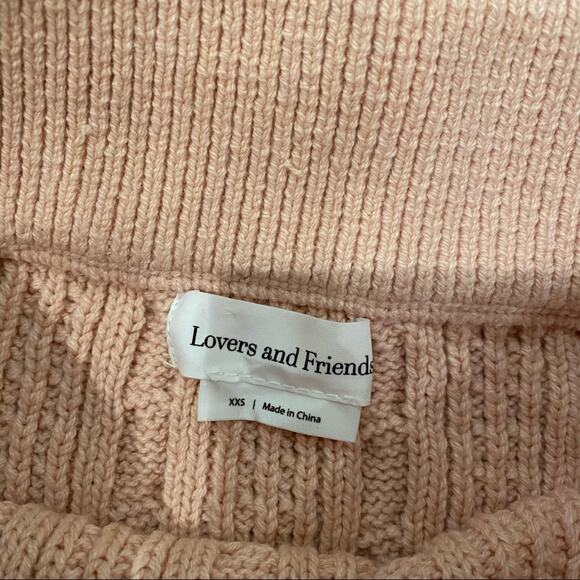 Lovers and Friends
XXS | Made in China